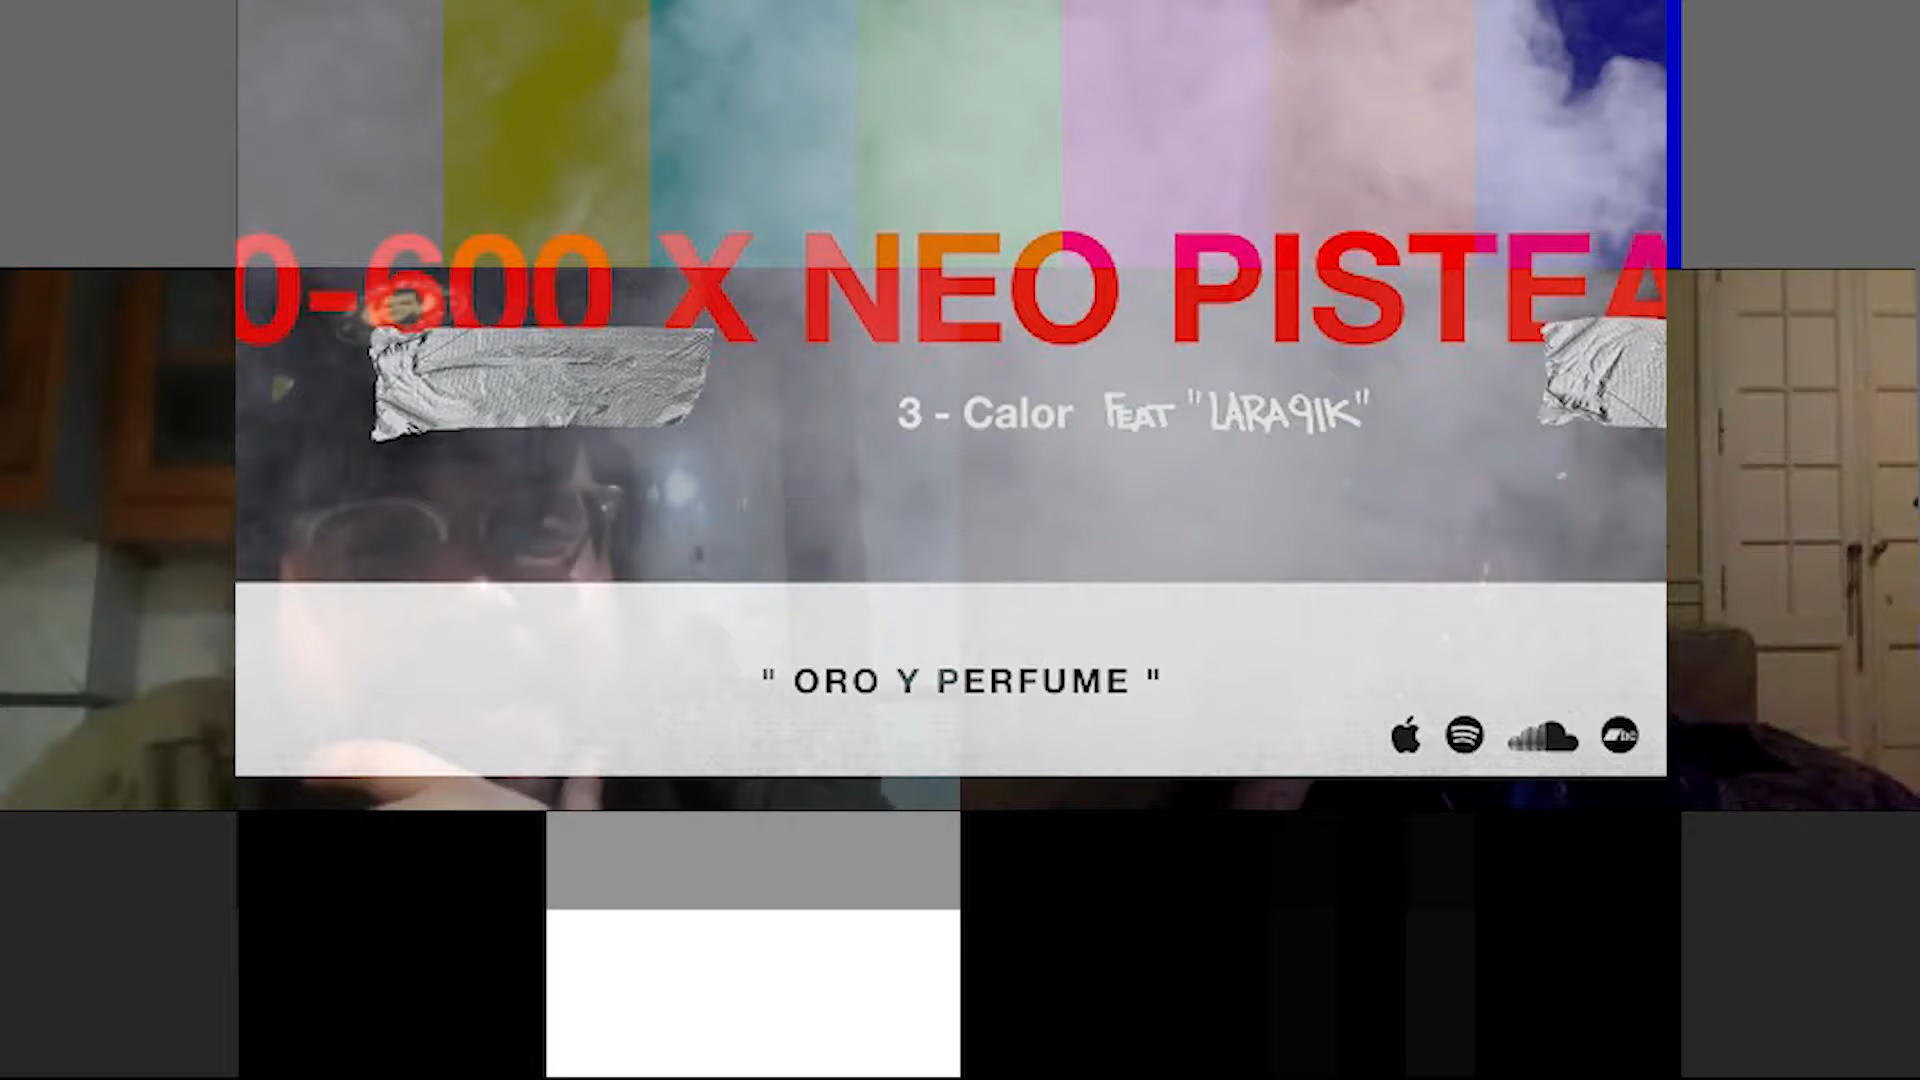 0-600 X NEO PISTEA
3 - Calor FEAT "LARA91K"
" ORO Y PERFUME "